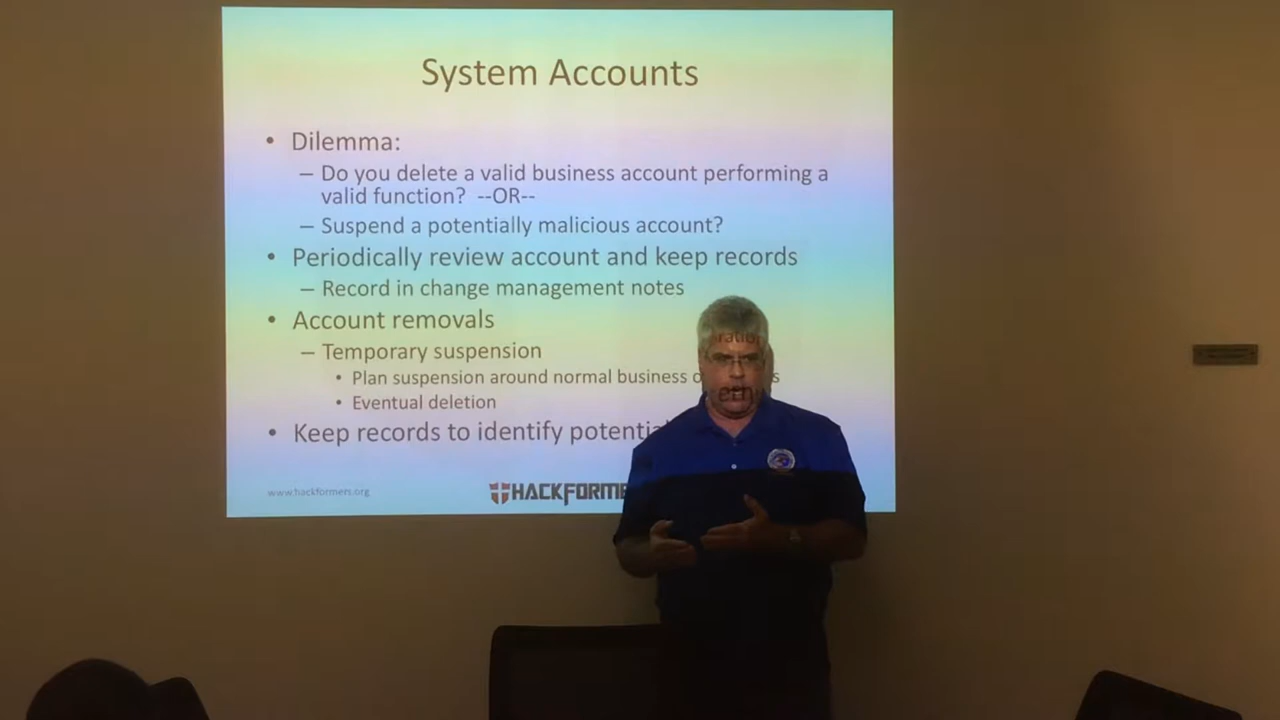 System Accounts
• Dilemma:
– Do you delete a valid business account performing a
valid function? --OR--
– Suspend a potentially malicious account?
• Periodically review account and keep records
– Record in change management notes
• Account removals
– Temporary suspension
• Plan suspension around normal business
• Eventual deletion
• Keep records to identify
www.hackformers.org
HACKFORME